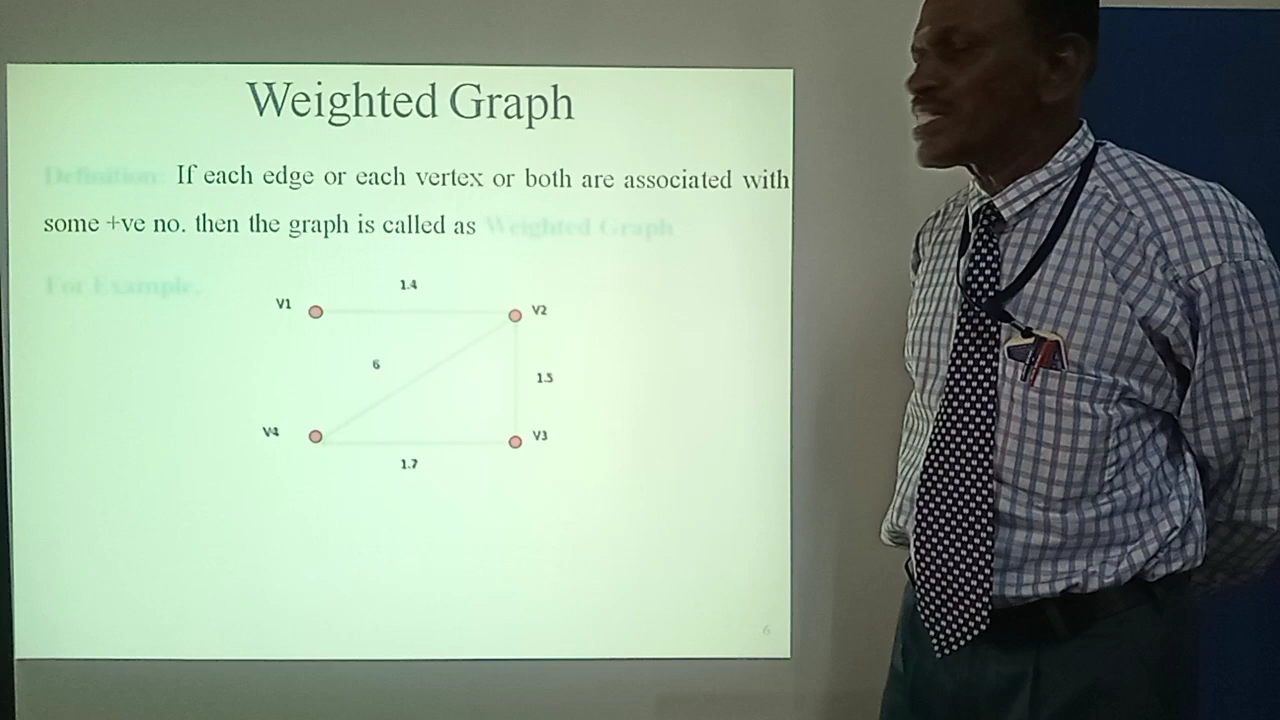 Weighted Graph
Definition: If each edge or each vertex or both are associated with
some +ve no. then the graph is called as Weighted Graph
For Example.
1.4
V1
V2
6
1.5
V4
V3
1.7
6